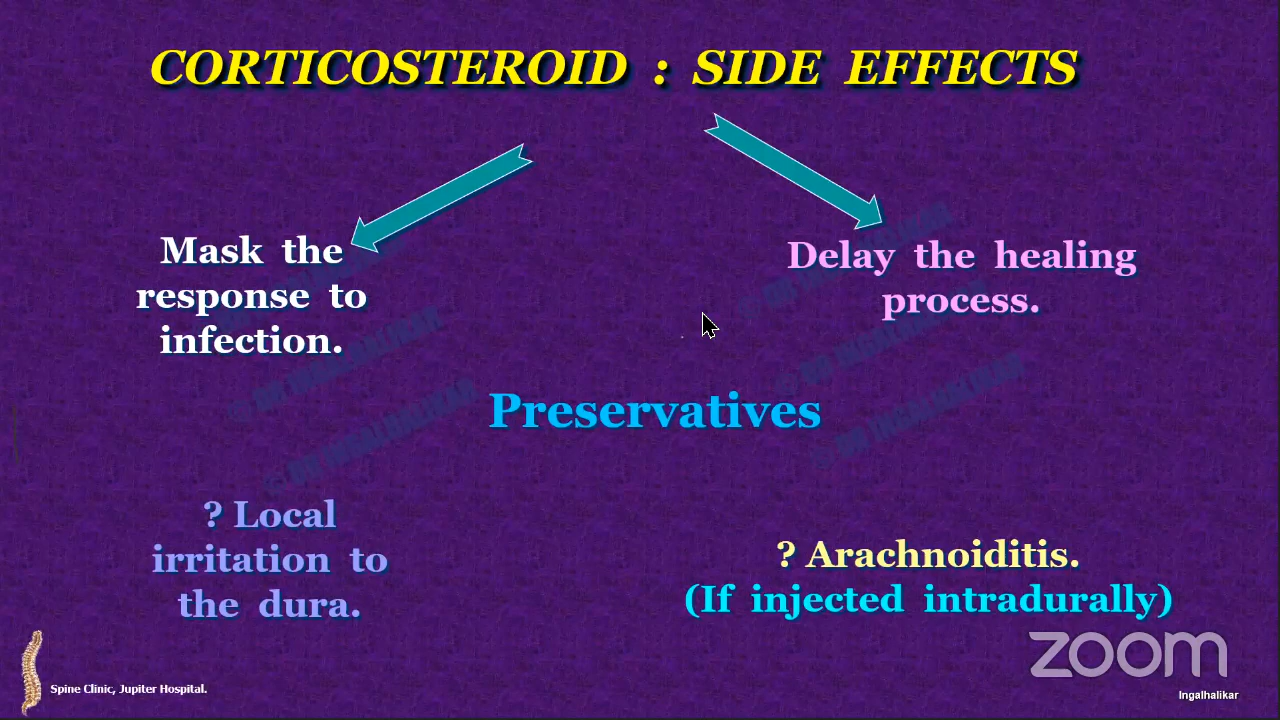 CORTICOSTEROID : SIDE EFFECTS
Mask the
response to
infection.
Delay the healing
process.
Preservatives
? Local
irritation to
the dura.
? Arachnoiditis.
(If injected intradurally)
zoom
Spine Clinic, Jupiter Hospital.
Ingalhalikar